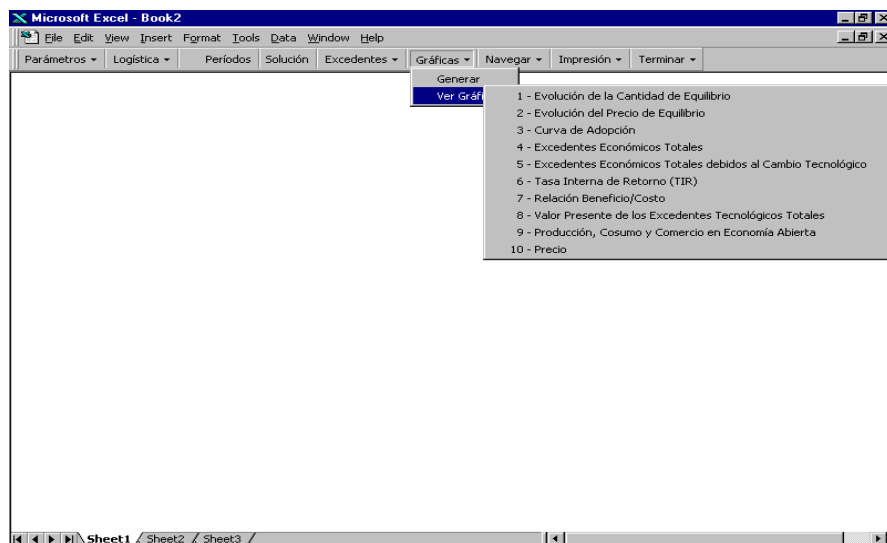 Microsoft Excel - Book2
File Edit View Insert Format Tools Data Window Help
Parámetros Logística Períodos Solución Excedentes Gráficas Navegar Impresión Terminar
Generar
Ver Gráfi
1 - Evolución de la Cantidad de Equilibrio
2 - Evolución del Precio de Equilibrio
3 - Curva de Adopción
4 - Excedentes Económicos Totales
5 - Excedentes Económicos Totales debidos al Cambio Tecnológico
6 - Tasa Interna de Retorno (TIR)
7 - Relación Beneficio/Costo
8 - Valor Presente de los Excedentes Tecnológicos Totales
9 - Producción, Cosumo y Comercio en Economía Abierta
10 - Precio
Sheet1 Sheet2 Sheet3